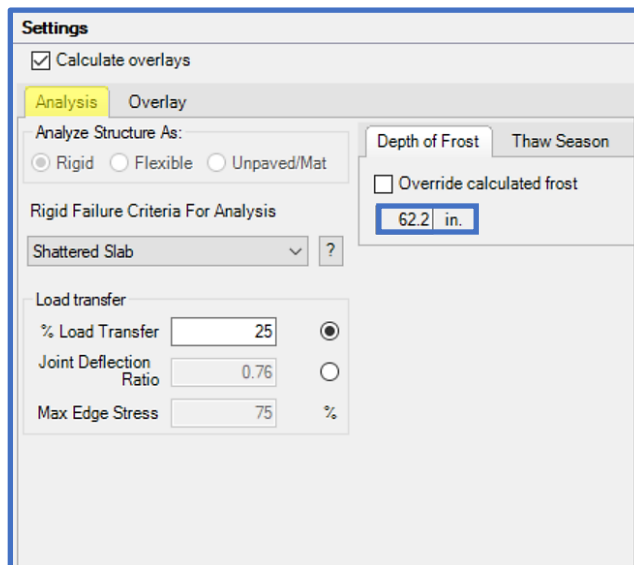 Settings
Calculate overlays
Analysis Overlay
Analyze Structure As:
Rigid Flexible Unpaved/Mat
Rigid Failure Criteria For Analysis
Shattered Slab ?
Load transfer
% Load Transfer 25
Joint Deflection
Ratio 0.76
Max Edge Stress 75 %
Depth of Frost Thaw Season
Override calculated frost
62.2 in.